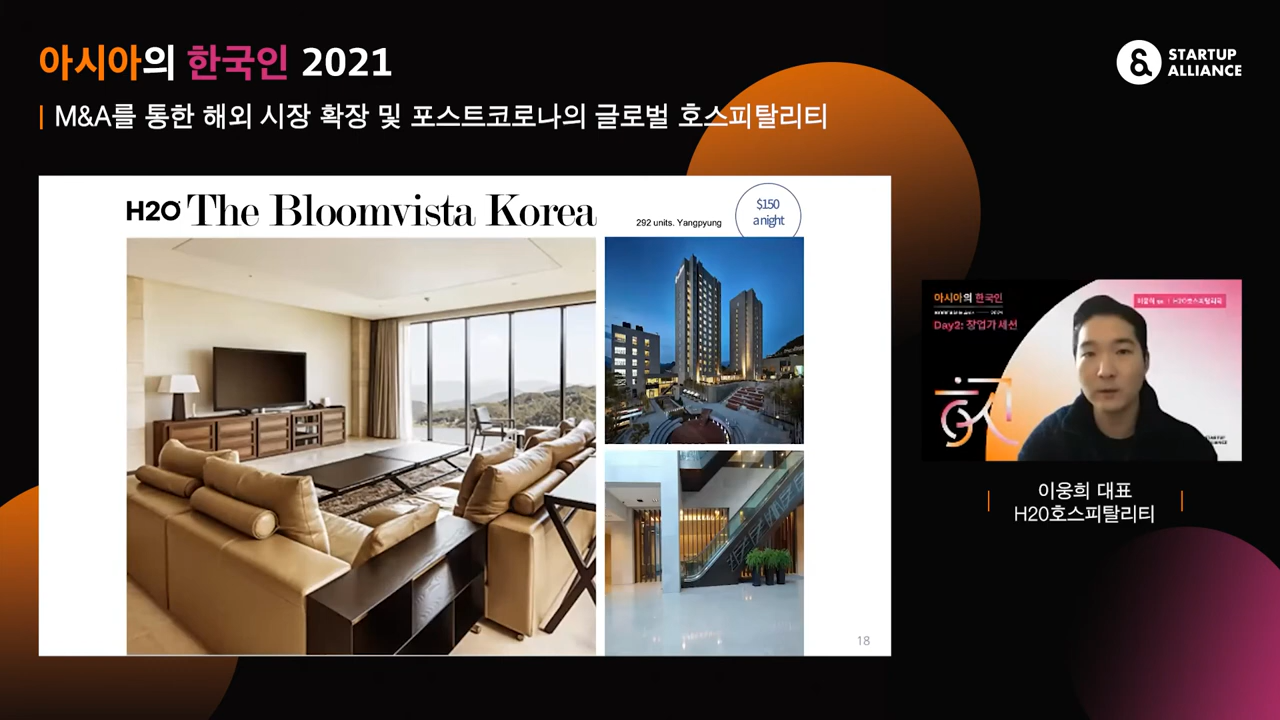 아시아의 한국인 2021
M&A를 통한 해외 시장 확장 및 포스트코로나의 글로벌 호스피탈리티
STARTUP
ALLIANCE
H2O The Bloomvista Korea
292 units. Yangpyung
$150
a night
18
아시아의 한국인
Day2: 창업가 세션
이웅희 대표
H20호스피탈리티